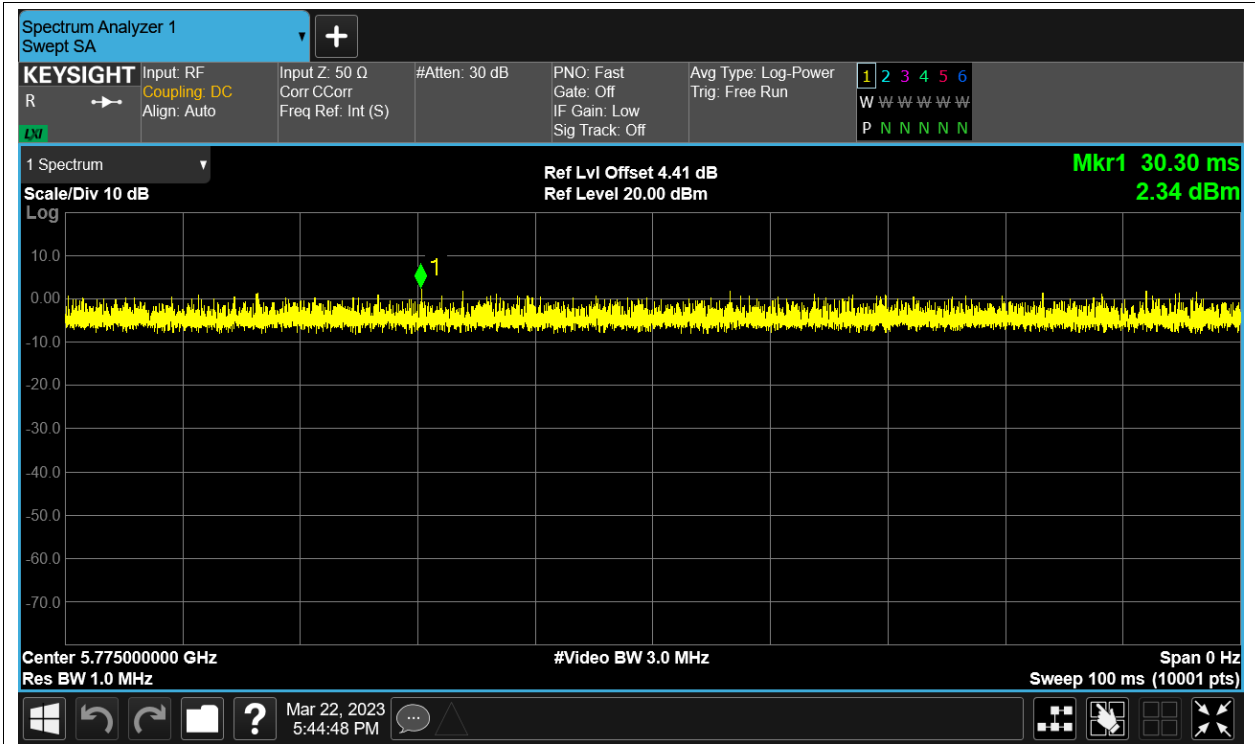 Spectrum Analyzer 1
Swept SA
KEYSIGHT
R
LXI
Input: RF
Coupling: DC
Align: Auto
Input Z: 50 Ω
Corr CCorr
Freq Ref: Int (S)
#Atten: 30 dB
PNO: Fast
Gate: Off
IF Gain: Low
Sig Track: Off
Avg Type: Log-Power
Trig: Free Run
1 2 3 4 5 6
W W W W W W
P N N N N N
1 Spectrum
Scale/Div 10 dB
Log
Ref Lvl Offset 4.41 dB
Ref Level 20.00 dBm
Mkr1 30.30 ms
2.34 dBm
1
10.0
0.00
-10.0
-20.0
-30.0
-40.0
-50.0
-60.0
-70.0
Center 5.775000000 GHz
Res BW 1.0 MHz
#Video BW 3.0 MHz
Span 0 Hz
Sweep 100 ms (10001 pts)
?
Mar 22, 2023
5:44:48 PM